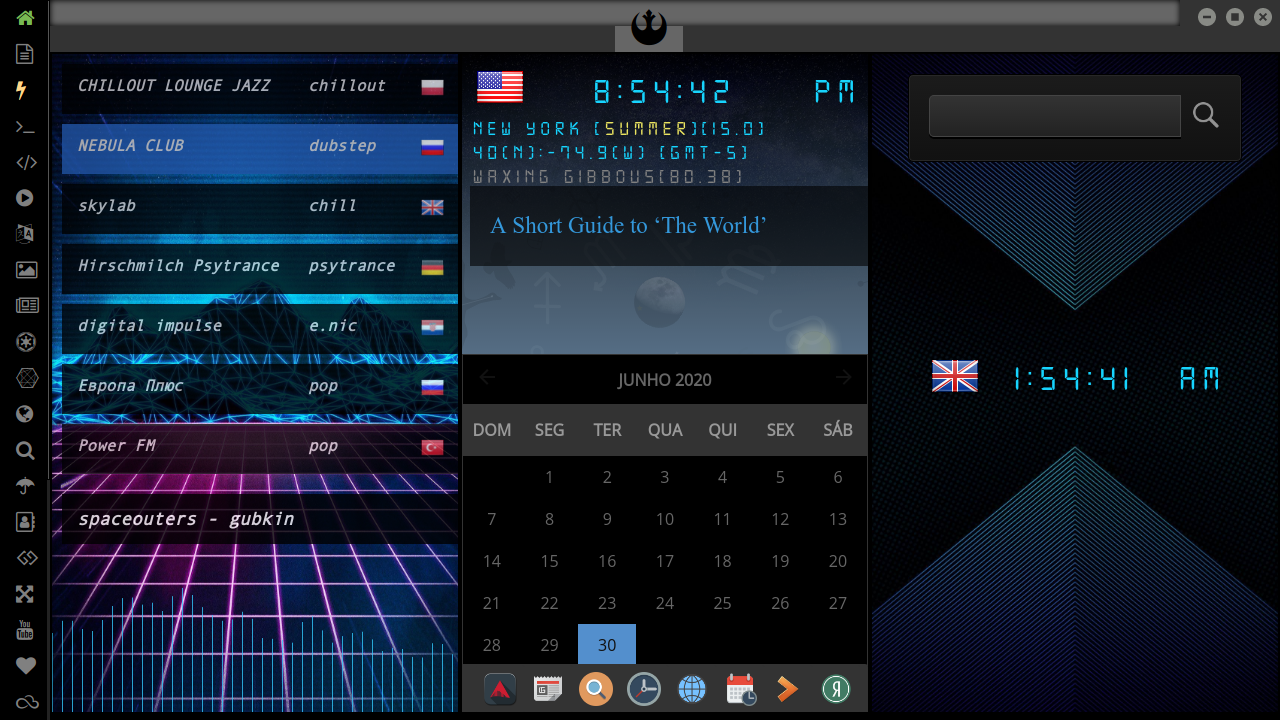 CHILLOUT LOUNGE JAZZ chillout
NEBULA CLUB dubstep
skylab chill
Hirschmilch Psytrance psytrance
digital impulse e.nic
Европа Плюс pop
Power FM pop
spaceouters - gubkin
8:54:42 PM
NEW YORK (SUMMER)(15.0)
40(N):-74.9(W) (GMT-5)
WAXING GIBBOUS(80.38)
A Short Guide to ‘The World’
JUNHO 2020
DOM SEG TER QUA QUI SEX SÁB
1 2 3 4 5 6
7 8 9 10 11 12 13
14 15 16 17 18 19 20
21 22 23 24 25 26 27
28 29 30
1:54:41 AM
You
Tube
Я